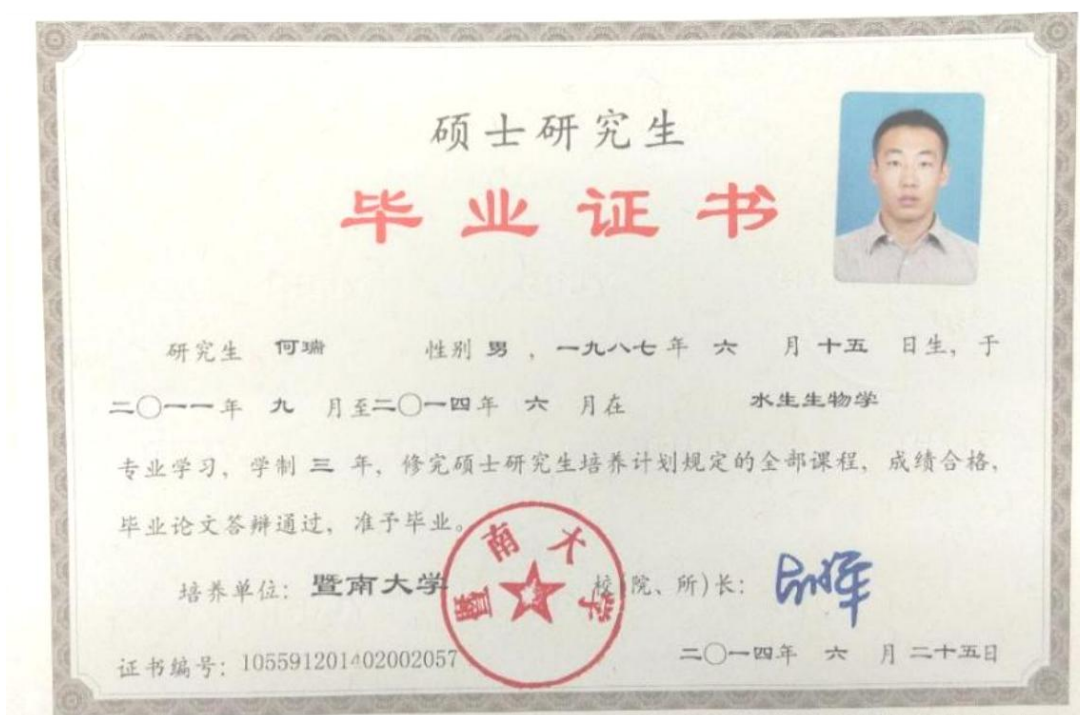 硕士研究生
毕业证书
研究生 何瑞 性别 男 ，一九八七 年 六 月 十五 日生，于
二〇一一年 九 月至二〇一四年 六 月在 水生生物学
专业学习，学制 三 年，修完硕士研究生培养计划规定的全部课程，成绩合格，
毕业论文答辩通过，准予毕业。
暨南大学
培养单位：暨南大学 校(院、所)长：
证书编号：105591201402002057 二〇一四年 六 月 二十五日